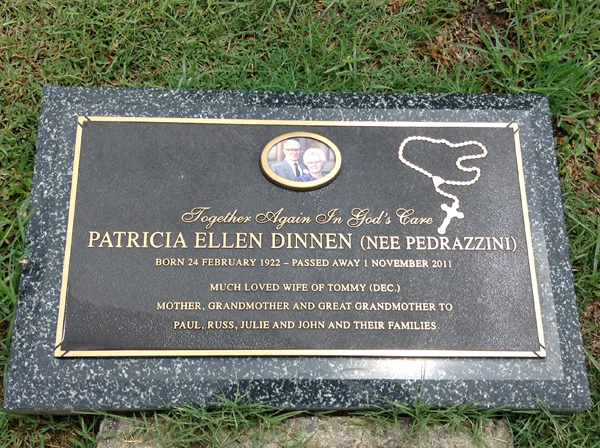 Together Again In God's Care
PATRICIA ELLEN DINNEN (NEE PEDRAZZINI)
BORN 24 FEBRUARY 1922 – PASSED AWAY 1 NOVEMBER 2011
MUCH LOVED WIFE OF TOMMY (DEC.)
MOTHER, GRANDMOTHER AND GREAT GRANDMOTHER TO
PAUL, RUSS, JULIE AND JOHN AND THEIR FAMILIES